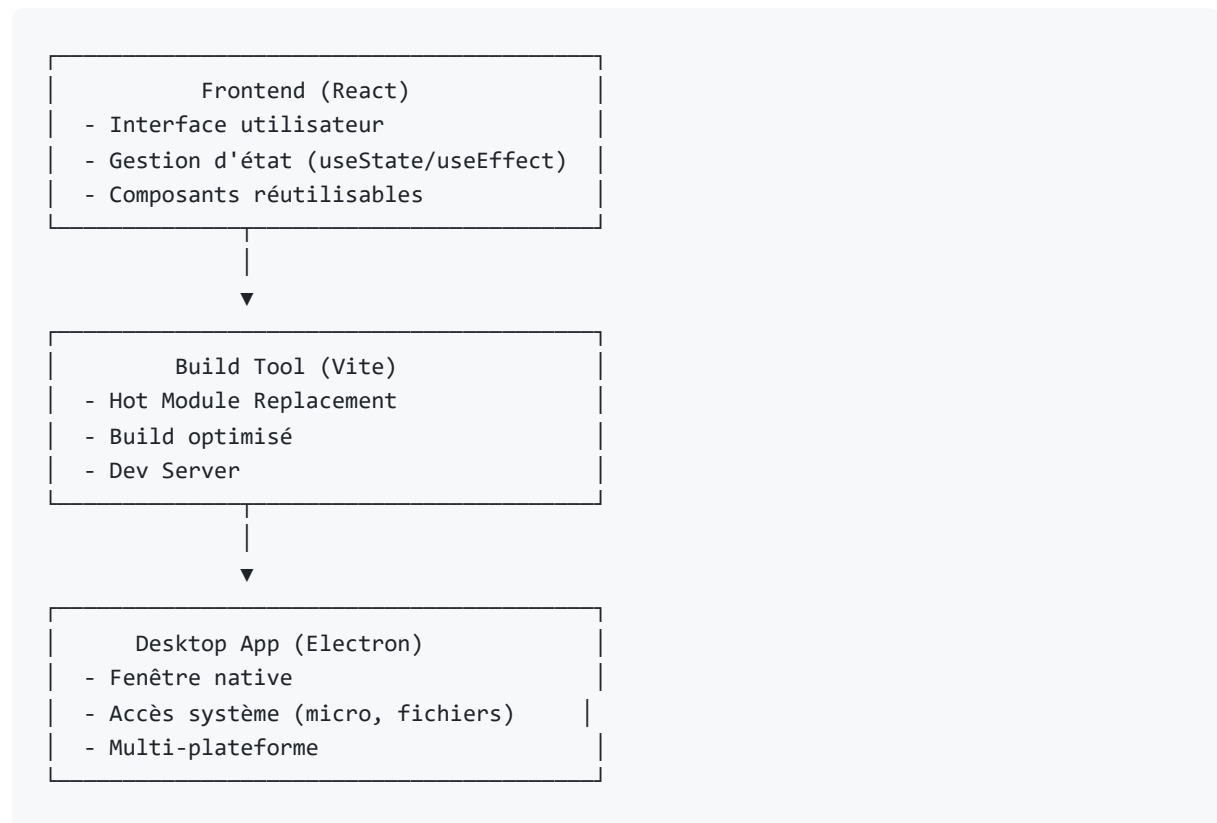 Frontend (React)
- Interface utilisateur
- Gestion d'état (useState/useEffect)
- Composants réutilisables
Build Tool (Vite)
- Hot Module Replacement
- Build optimisé
- Dev Server
Desktop App (Electron)
- Fenêtre native
- Accès système (micro, fichiers)
- Multi-plateforme